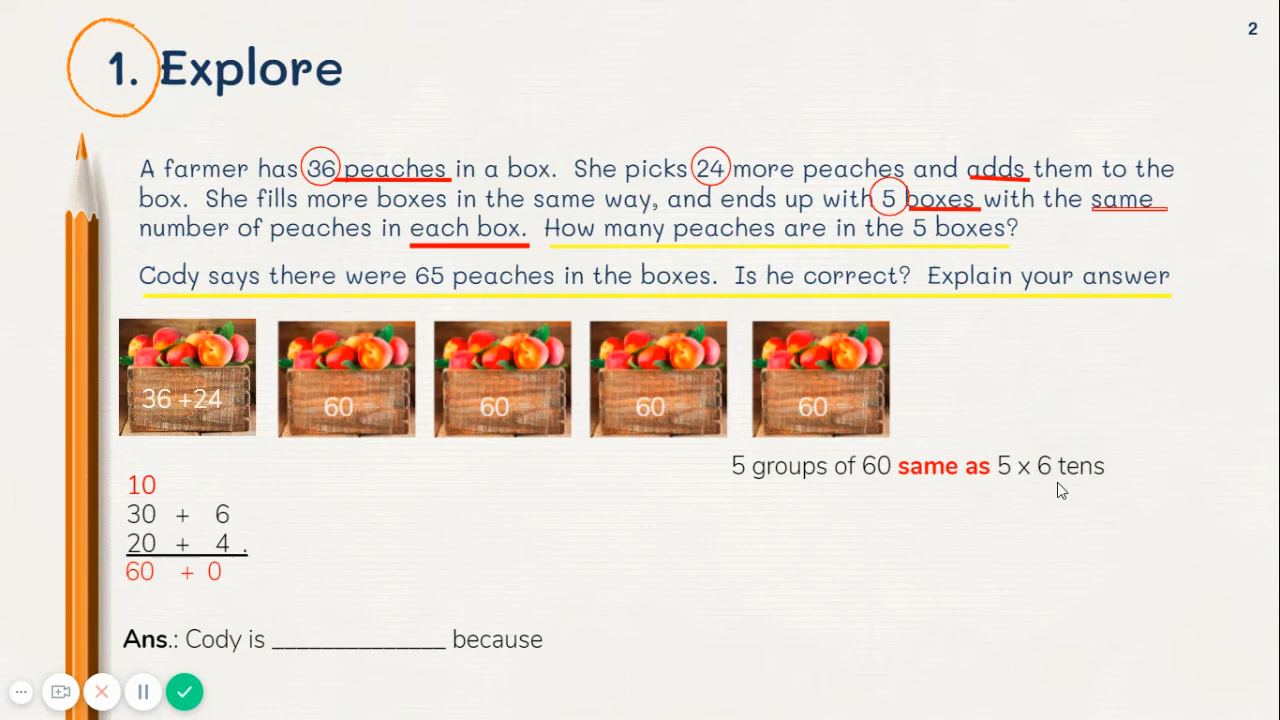 2
1. Explore
A farmer has 36 peaches in a box. She picks 24 more peaches and adds them to the
box. She fills more boxes in the same way, and ends up with 5 boxes with the same
number of peaches in each box. How many peaches are in the 5 boxes?
Cody says there were 65 peaches in the boxes. Is he correct? Explain your answer
36 +24 60 60 60 60
5 groups of 60 same as 5 x 6 tens
10
30 + 6
20 + 4 .
60 + 0
Ans.: Cody is ______________ because